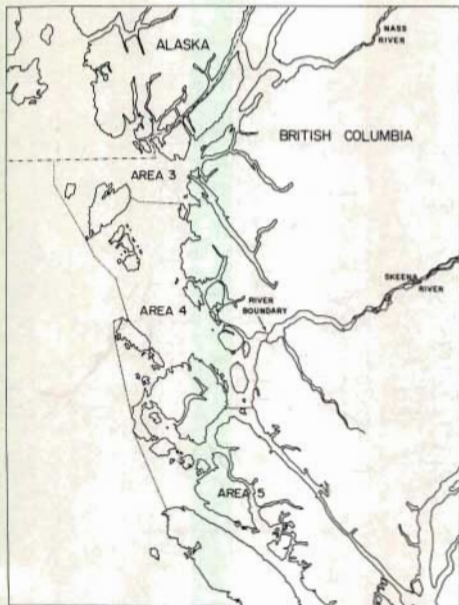 NASS
RIVER
ALASKA
BRITISH COLUMBIA
AREA 3
SKEENA
RIVER
RIVER
BOUNDARY
AREA 4
AREA 5